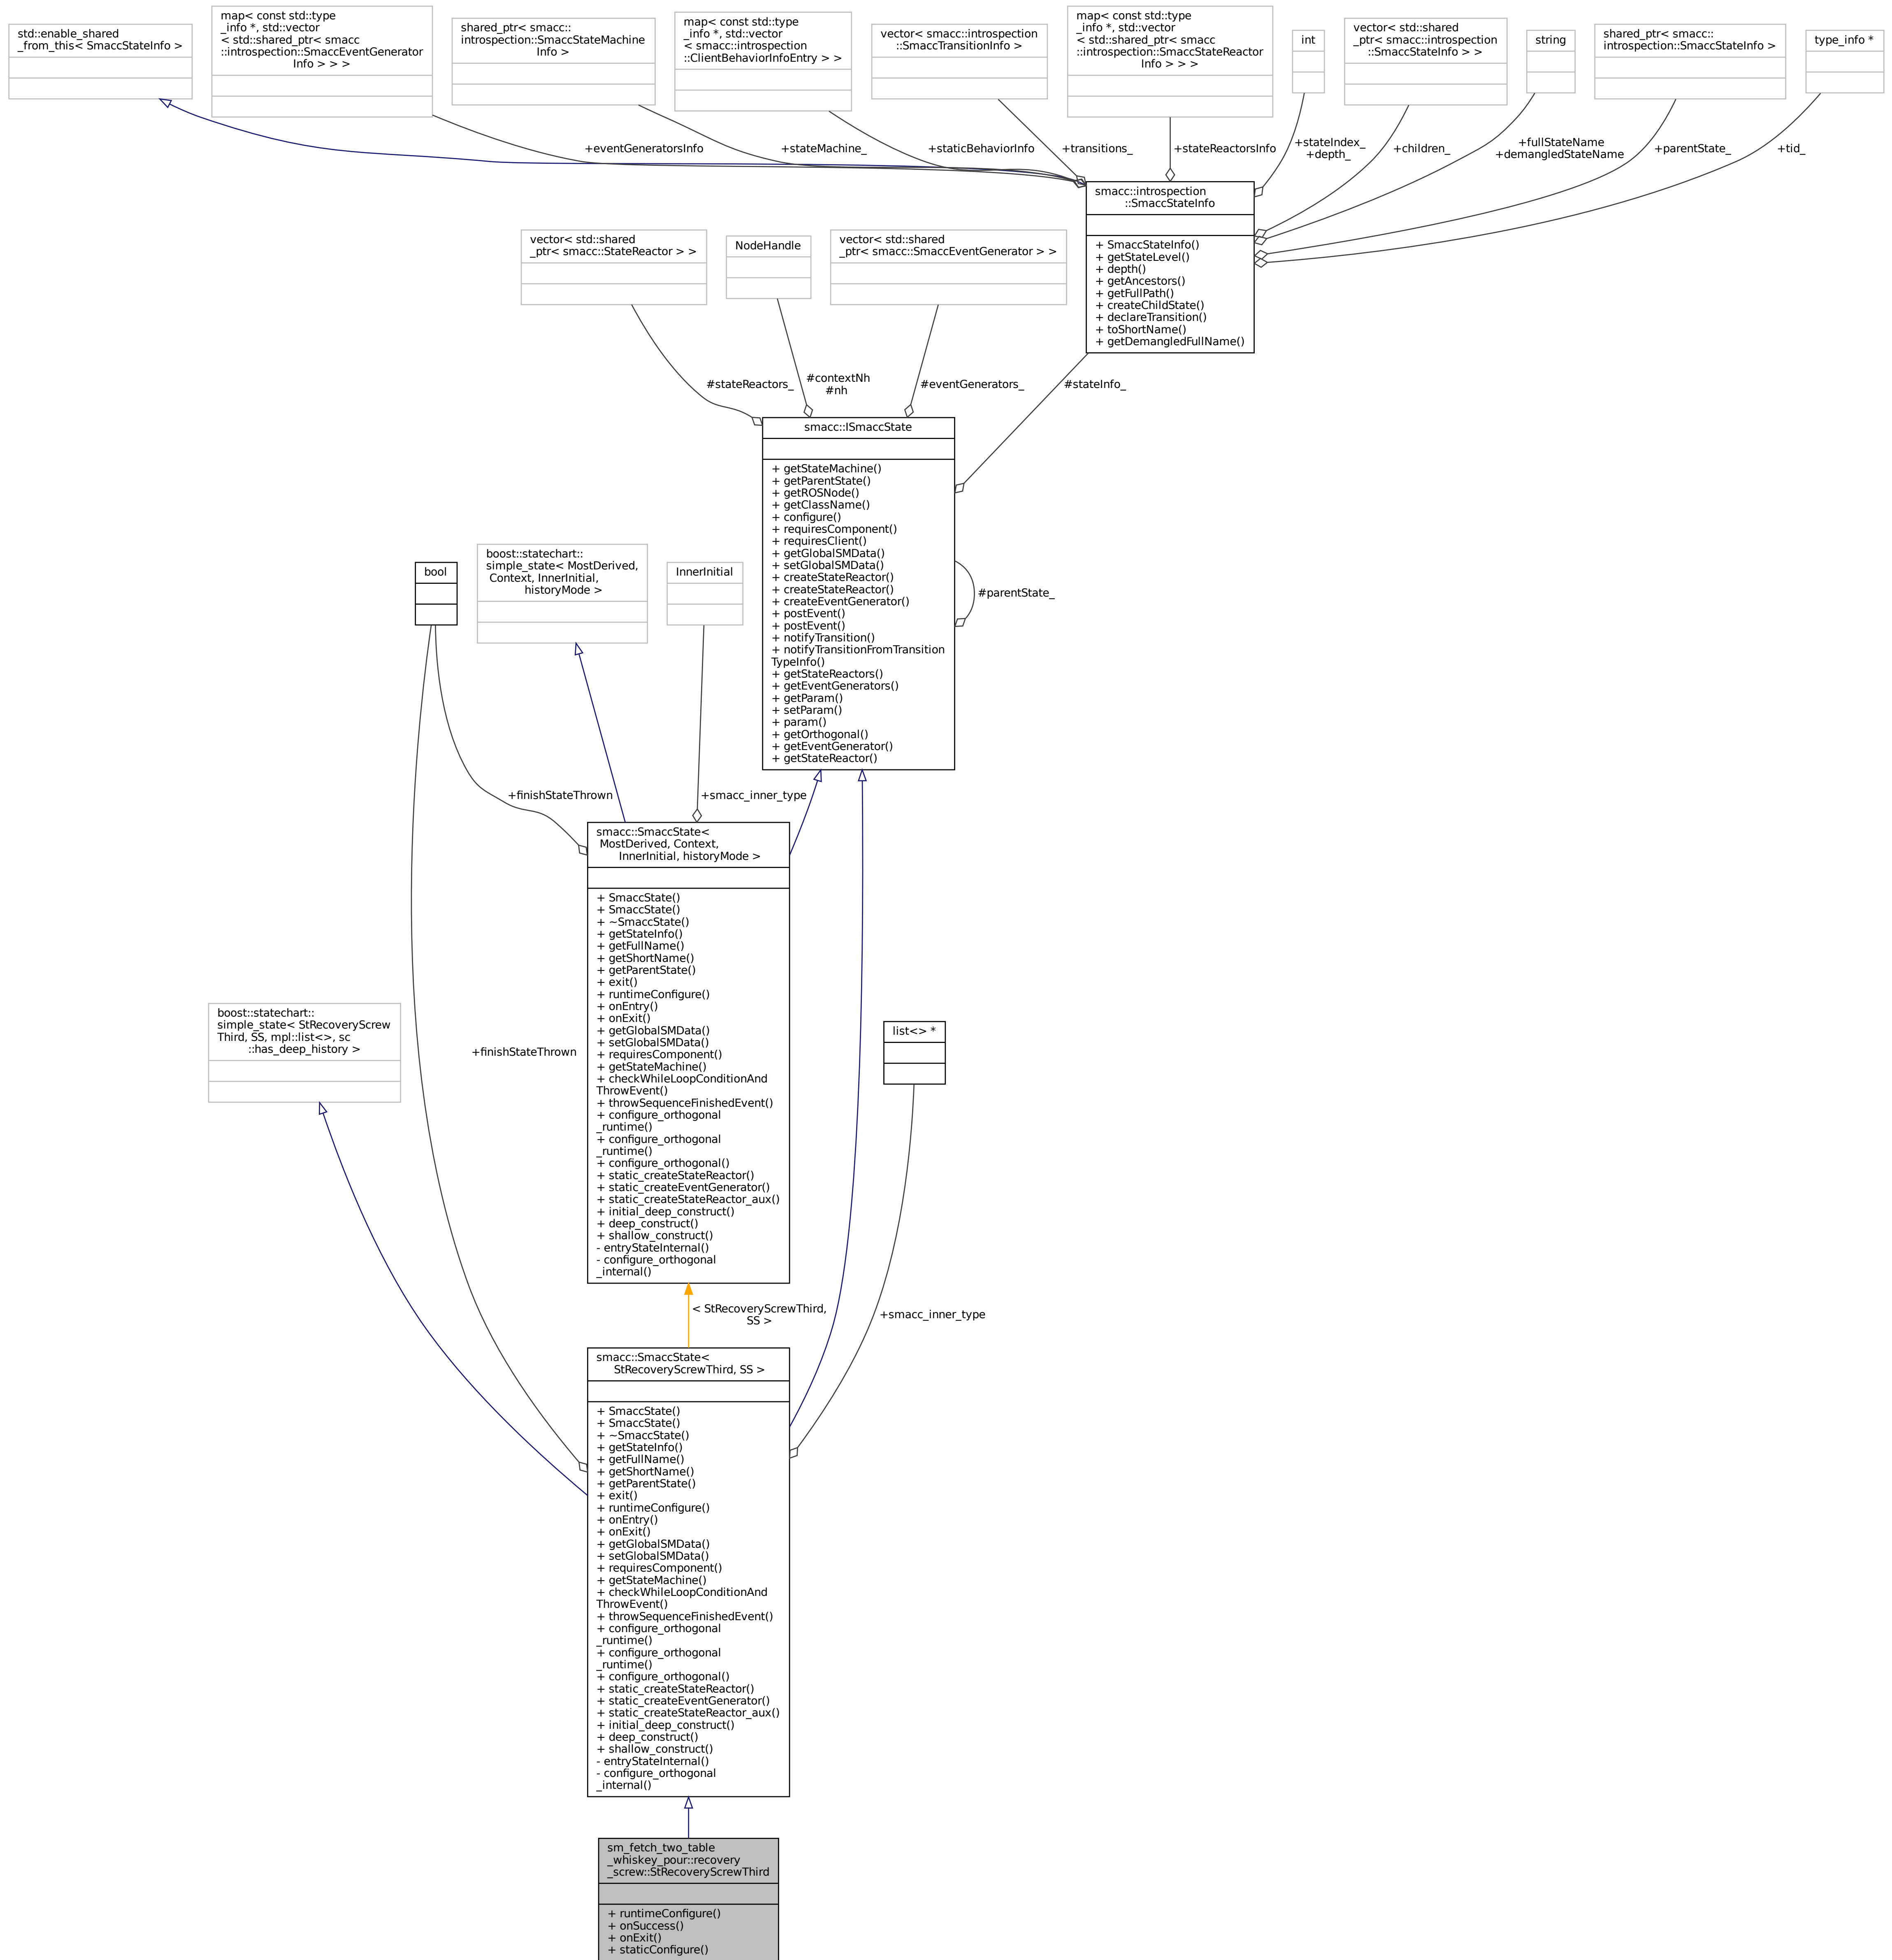 std::enable_shared
_from_this< SmaccStateInfo >
map< const std::type
_info *, std::vector
< std::shared_ptr< smacc
::introspection::SmaccEventGenerator
Info > > >
shared_ptr< smacc::
introspection::SmaccStateMachine
Info >
map< const std::type
_info *, std::vector
< smacc::introspection
::ClientBehaviorInfoEntry > >
vector< smacc::introspection
::SmaccTransitionInfo >
map< const std::type
_info *, std::vector
< std::shared_ptr< smacc
::introspection::SmaccStateReactor
Info > > >
int
vector< std::shared
_ptr< smacc::introspection
::SmaccStateInfo > >
string
shared_ptr< smacc::
introspection::SmaccStateInfo >
type_info *
+eventGeneratorsInfo
+stateMachine_
+staticBehaviorInfo
+transitions_
+stateReactorsInfo
+stateIndex_
+depth_
+children_
+fullStateName
+demangledStateName
+parentState_
+tid_
smacc::introspection
::SmaccStateInfo
+ SmaccStateInfo()
+ getStateLevel()
+ depth()
+ getAncestors()
+ getFullPath()
+ createChildState()
+ declareTransition()
+ toShortName()
+ getDemangledFullName()
vector< std::shared
_ptr< smacc::StateReactor > >
NodeHandle
vector< std::shared
_ptr< smacc::SmaccEventGenerator > >
#stateReactors_
#contextNh
#nh
#eventGenerators_
#stateInfo_
smacc::ISmaccState
+ getStateMachine()
+ getParentState()
+ getROSNode()
+ getClassName()
+ configure()
+ requiresComponent()
+ requiresClient()
+ getGlobalSMData()
+ setGlobalSMData()
+ createStateReactor()
+ createStateReactor()
+ createEventGenerator()
+ postEvent()
+ postEvent()
+ notifyTransition()
+ notifyTransitionFromTransition
TypeInfo()
+ getStateReactors()
+ getEventGenerators()
+ getParam()
+ setParam()
+ param()
+ getOrthogonal()
+ getEventGenerator()
+ getStateReactor()
#parentState_
bool
boost::statechart::
simple_state< MostDerived,
Context, InnerInitial,
historyMode >
InnerInitial
+finishStateThrown
+smacc_inner_type
smacc::SmaccState<
MostDerived, Context,
InnerInitial, historyMode >
+ SmaccState()
+ SmaccState()
+ ~SmaccState()
+ getStateInfo()
+ getFullName()
+ getShortName()
+ getParentState()
+ exit()
+ runtimeConfigure()
+ onEntry()
+ onExit()
+ getGlobalSMData()
+ setGlobalSMData()
+ requiresComponent()
+ getStateMachine()
+ checkWhileLoopConditionAnd
ThrowEvent()
+ throwSequenceFinishedEvent()
+ configure_orthogonal
_runtime()
+ configure_orthogonal
_runtime()
+ configure_orthogonal()
+ static_createStateReactor()
+ static_createEventGenerator()
+ static_createStateReactor_aux()
+ initial_deep_construct()
+ deep_construct()
+ shallow_construct()
- entryStateInternal()
- configure_orthogonal
_internal()
boost::statechart::
simple_state< StRecoveryScrew
Third, SS, mpl::list<>, sc
::has_deep_history >
+finishStateThrown
list<> *
< StRecoveryScrewThird,
SS >
+smacc_inner_type
smacc::SmaccState<
StRecoveryScrewThird, SS >
+ SmaccState()
+ SmaccState()
+ ~SmaccState()
+ getStateInfo()
+ getFullName()
+ getShortName()
+ getParentState()
+ exit()
+ runtimeConfigure()
+ onEntry()
+ onExit()
+ getGlobalSMData()
+ setGlobalSMData()
+ requiresComponent()
+ getStateMachine()
+ checkWhileLoopConditionAnd
ThrowEvent()
+ throwSequenceFinishedEvent()
+ configure_orthogonal
_runtime()
+ configure_orthogonal
_runtime()
+ configure_orthogonal()
+ static_createStateReactor()
+ static_createEventGenerator()
+ static_createStateReactor_aux()
+ initial_deep_construct()
+ deep_construct()
+ shallow_construct()
- entryStateInternal()
- configure_orthogonal
_internal()
sm_fetch_two_table
_whiskey_pour::recovery
_screw::StRecoveryScrewThird
+ runtimeConfigure()
+ onSuccess()
+ onExit()
+ staticConfigure()